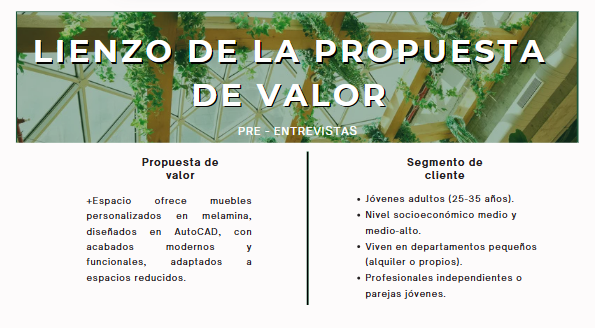 LIENZO DE LA PROPUESTA
DE VALOR
PRE - ENTREVISTAS
Propuesta de
valor
+Espacio ofrece muebles
personalizados en melamina,
diseñados en AutoCAD, con
acabados modernos y
funcionales, adaptados a
espacios reducidos.
Segmento de
cliente
• Jóvenes adultos (25-35 años).
• Nivel socioeconómico medio y
medio-alto.
• Viven en departamentos pequeños
(alquiler o propios).
• Profesionales independientes o
parejas jóvenes.